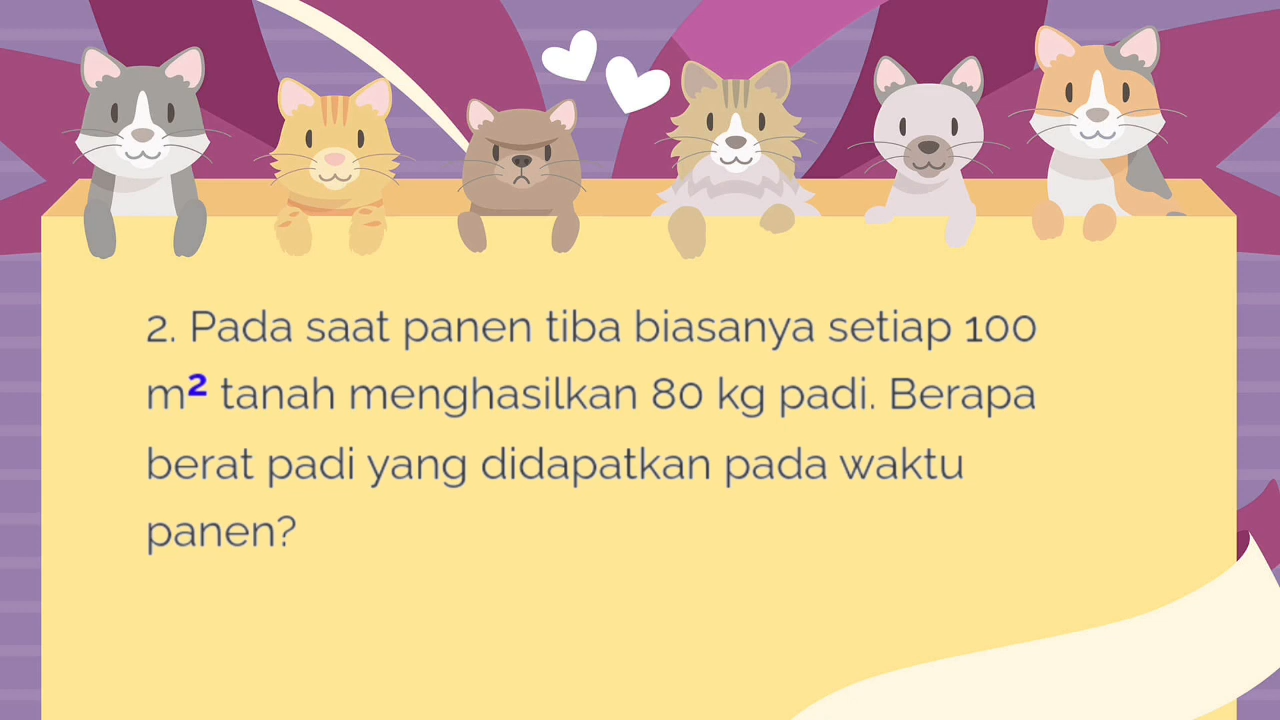 2. Pada saat panen tiba biasanya setiap 100
m² tanah menghasilkan 80 kg padi. Berapa
berat padi yang didapatkan pada waktu
panen?